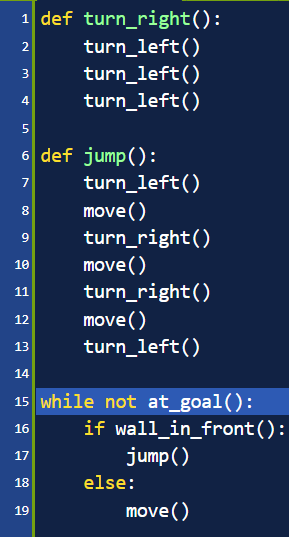 1 def turn_right():
2     turn_left()
3     turn_left()
4     turn_left()
5
6 def jump():
7     turn_left()
8     move()
9     turn_right()
10     move()
11     turn_right()
12     move()
13     turn_left()
14
15 while not at_goal():
16     if wall_in_front():
17         jump()
18     else:
19         move()